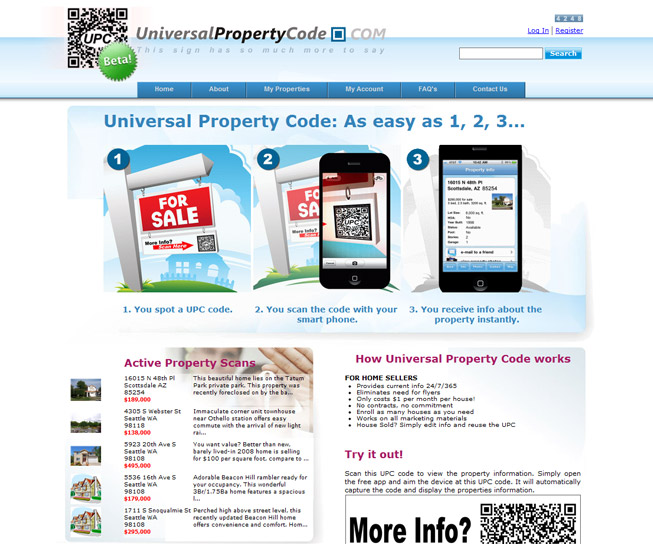 4248
UPC
Beta!
UniversalPropertyCode .COM
This sign has so much more to say
Log In | Register
Search
Home
About
My Properties
My Account
FAQ's
Contact Us
Universal Property Code: As easy as 1, 2, 3...
1
FOR
SALE
More Info?
Scan Here
2
FOR
SALE
More Info?
UPC
3
Property Info
16015 N 48th Pl
Scottsdale, AZ 85254
e-mail to a friend
1. You spot a UPC code.
2. You scan the code with your
smart phone.
3. You receive info about the
property instantly.
Active Property Scans
16015 N 48th Pl
Scottsdale AZ
85254
$189,000
This beautiful home lies on the Tatum
Park private park. This property was
recently foreclosed on by the ba...
4305 S Webster St
Seattle WA
98118
$138,000
Immaculate corner unit townhouse
near Othello station offers easy
commute with the arrival of new light
rai...
5923 20th Ave S
Seattle WA
98108
$495,000
You want value? Better than new,
barely lived-in 2008 home is selling
for $100 per square foot. compare to ...
5536 16th Ave S
Seattle WA
98108
$179,000
Adorable Beacon Hill rambler ready for
your occupancy. This wonderful
3Br/1.75Ba home features a spacious
l...
1711 S Snoqualmie St
Seattle WA
98108
$295,000
Perched high above street level, this
recently updated Beacon Hill home
offers convenience and comfort. Hom...
How Universal Property Code works
FOR HOME SELLERS
Provides current info 24/7/365
Eliminates need for flyers
Only costs $1 per month per house!
No contracts, no commitment
Enroll as many houses as you need
Works on all marketing materials
House Sold? Simply edit info and reuse the UPC
Try it out!
Scan this UPC code to view the property information. Simply open
the free app and aim the device at this UPC code. It will automatically
capture the code and display the properties information.
More Info?